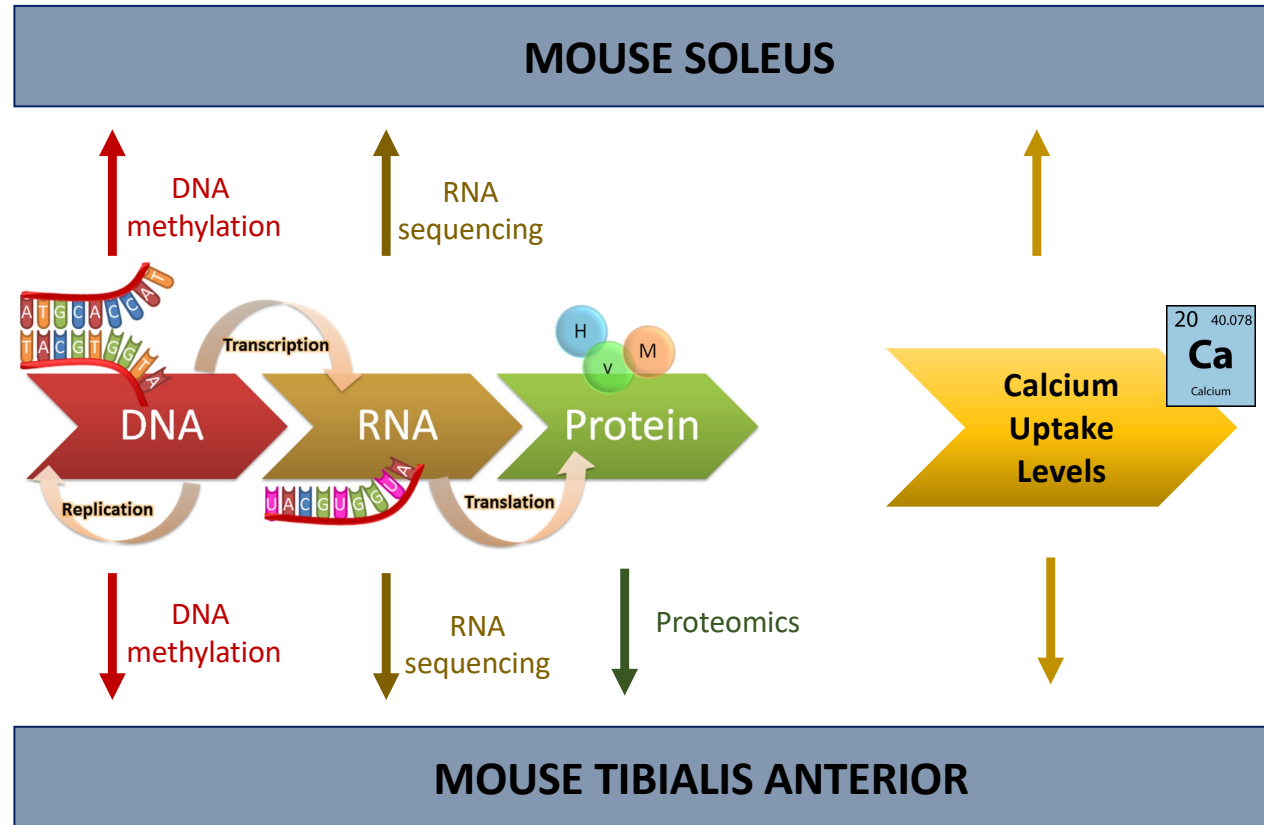 MOUSE SOLEUS
DNA
methylation
RNA
sequencing
ATGCACCAT
TACGTGGTA
Transcription
H
V
M
20 40.078
Ca
Calcium
DNA
RNA
Protein
Calcium
Uptake
Levels
Replication
UACGUGGUA
Translation
DNA
methylation
RNA
sequencing
Proteomics
MOUSE TIBIALIS ANTERIOR